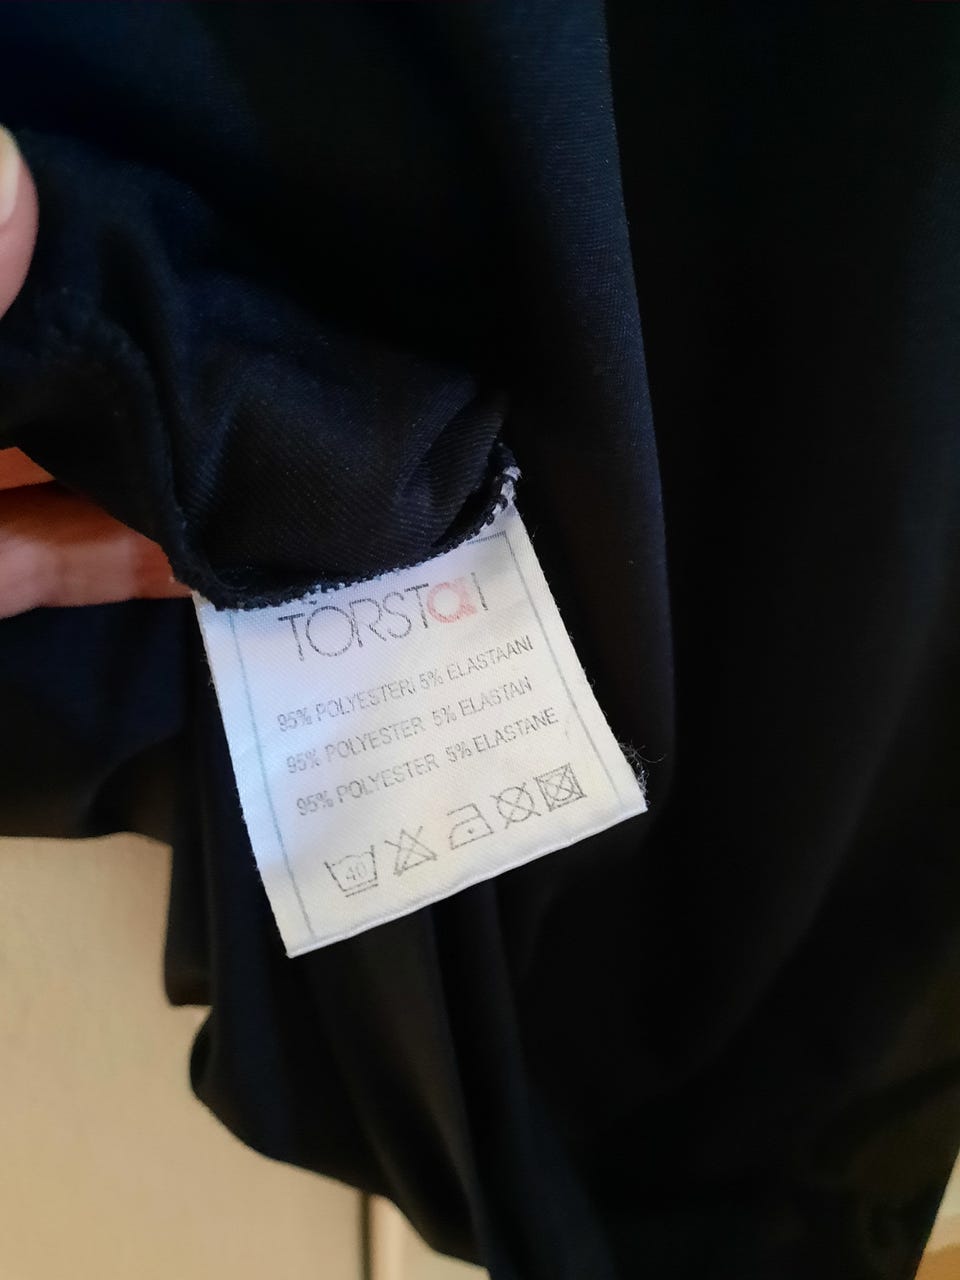 TÖRSTAI
95% POLYESTERI 5% ELASTAANI
95% POLYESTER 5% ELASTAN
95% POLYESTER 5% ELASTANE
40